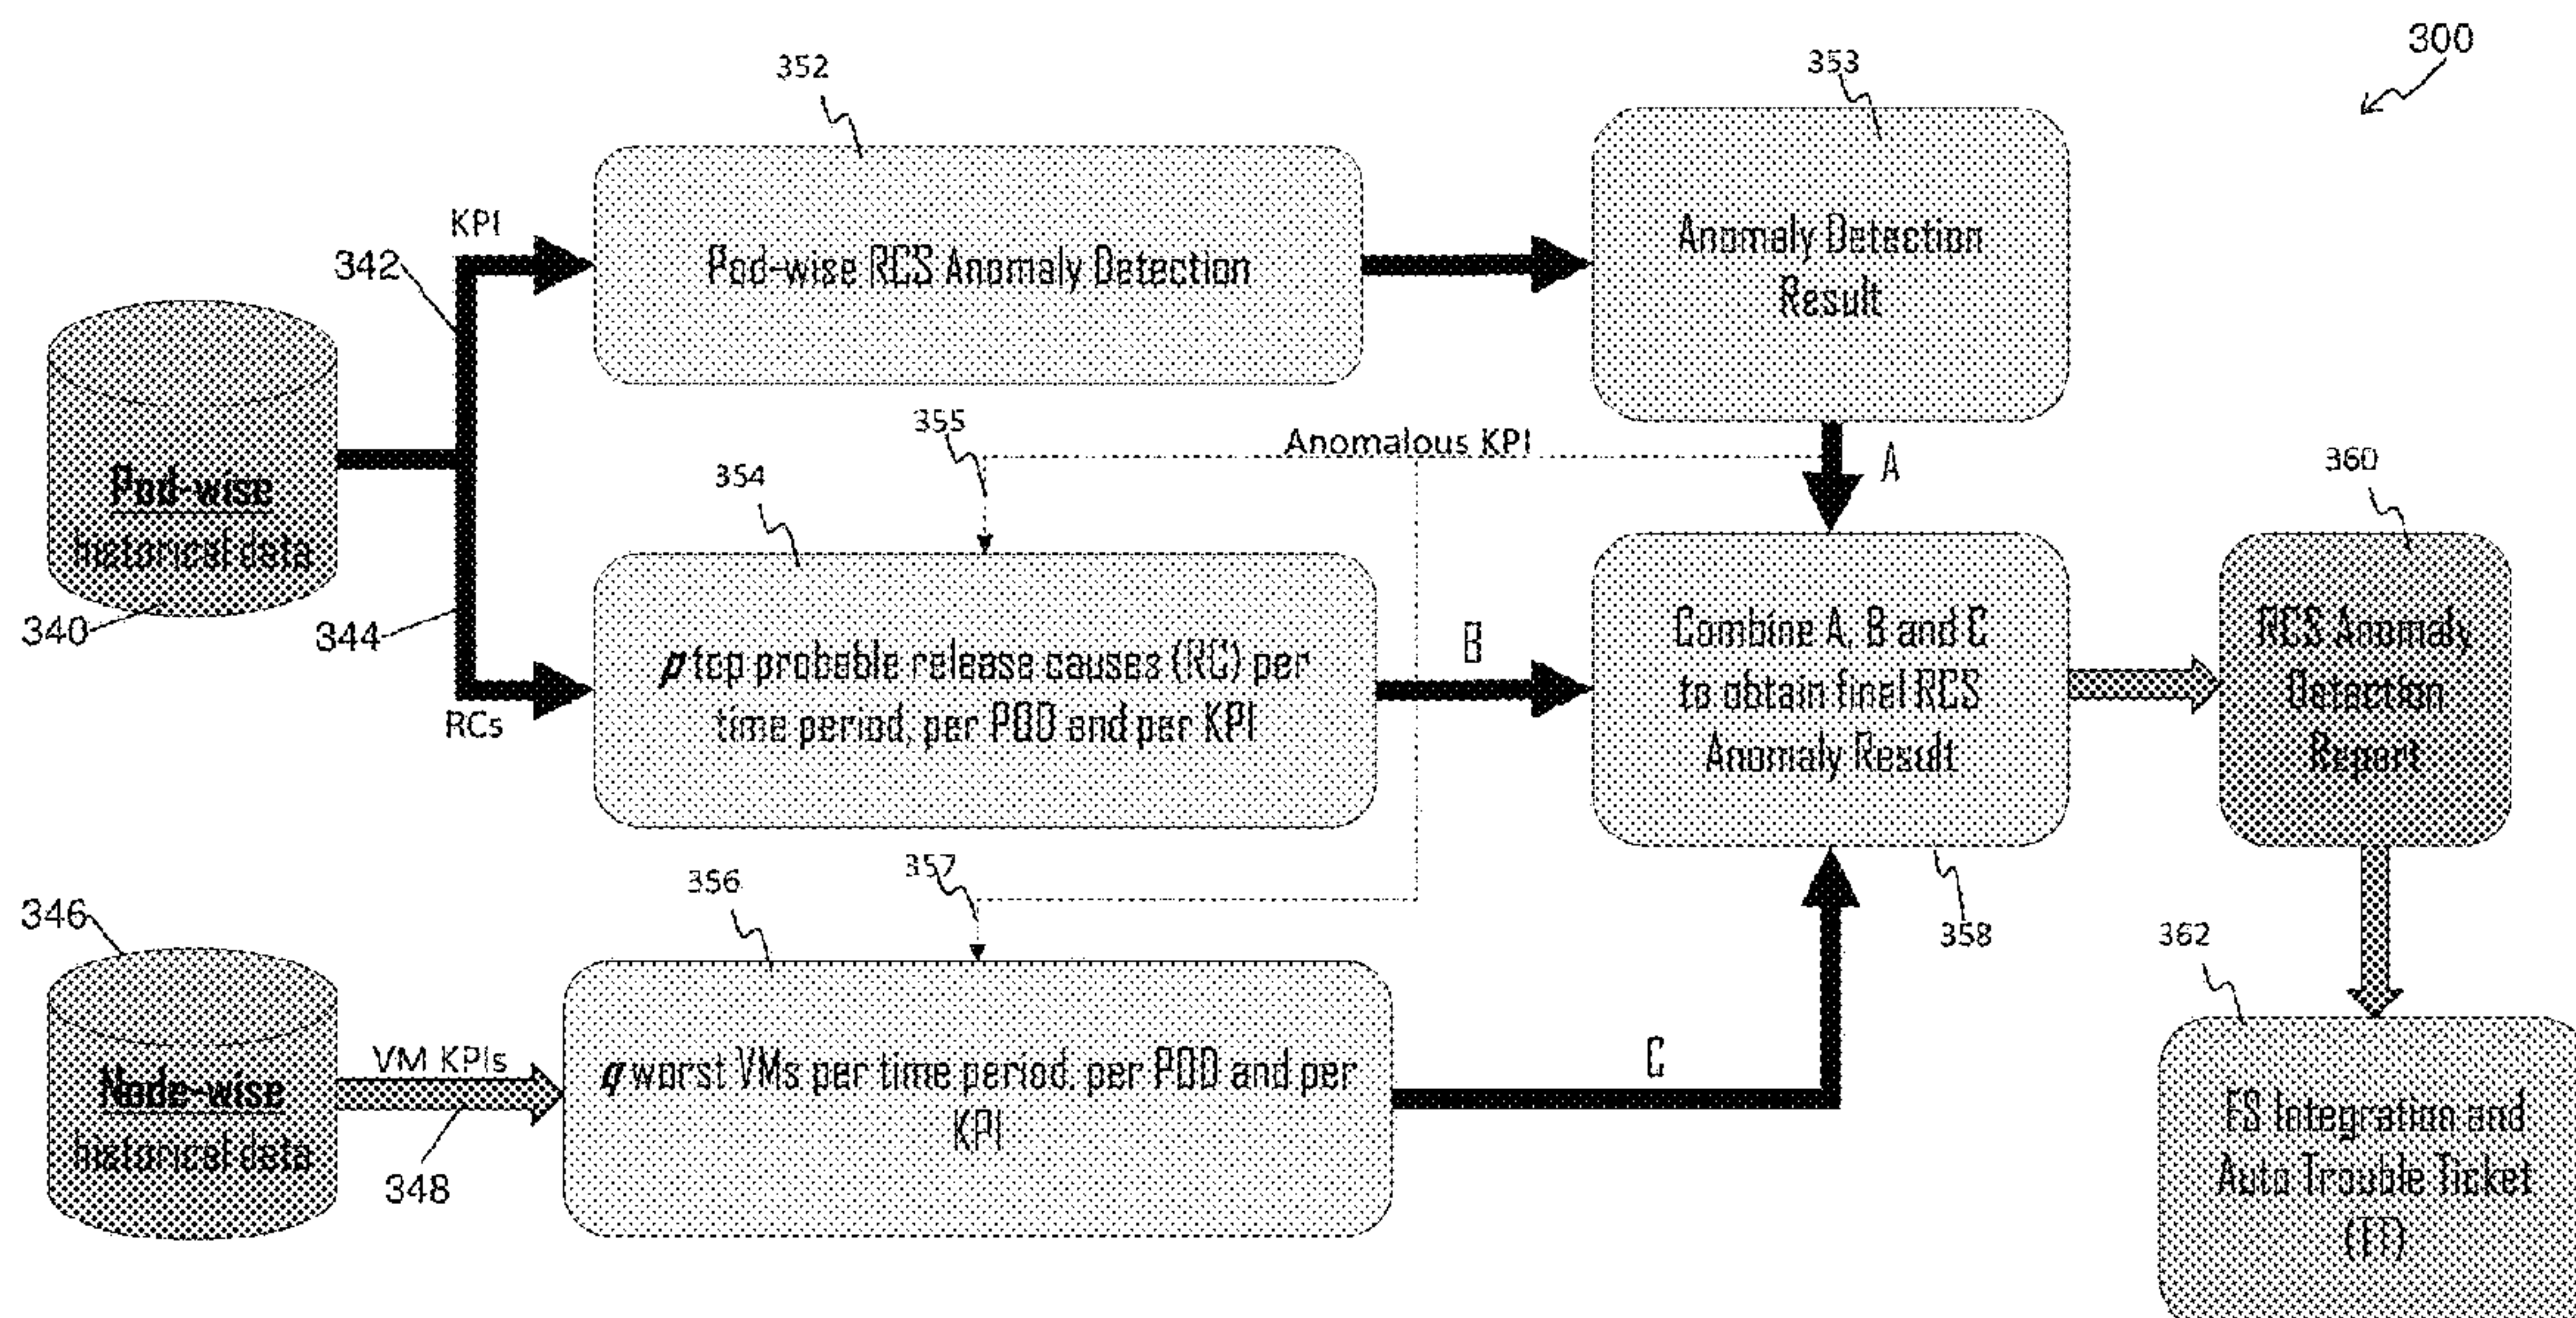 300
352
353
KPI
342
Pod-wise RCS Anomaly Detection
Anomaly Detection
Result
355
Anomalous KPI
A
360
354
Pod-wise
historical data
340
344
RCs
p top probable release causes (RC) per
time period, per POD and per KPI
B
Combine A, B and C
to obtain final RCS
Anomaly Result
RCS Anomaly
Detection
Report
357
356
346
358
362
VM KPIs
Node-wise
historical data
348
q worst VMs per time period, per POD and per
KPI
C
FS Integration and
Auto Trouble Ticket
(TT)